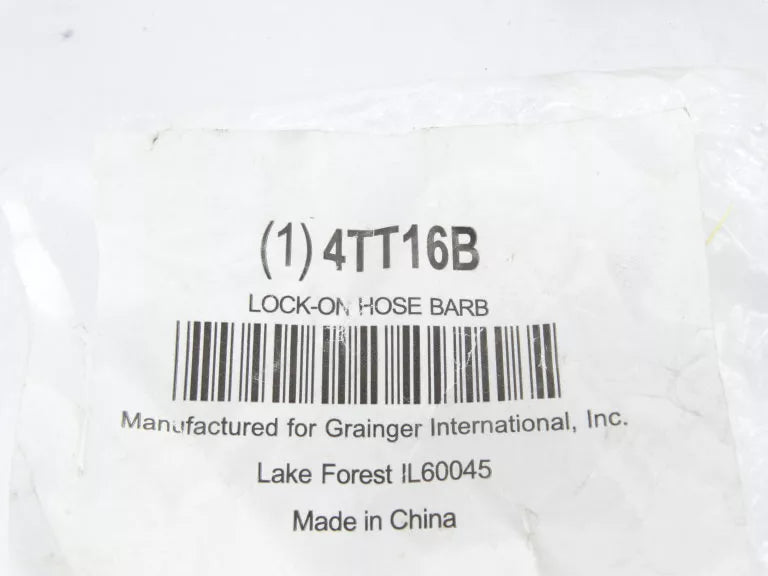 (1) 4TT16B
LOCK-ON HOSE BARB
Manufactured for Grainger International, Inc.
Lake Forest IL60045
Made in China